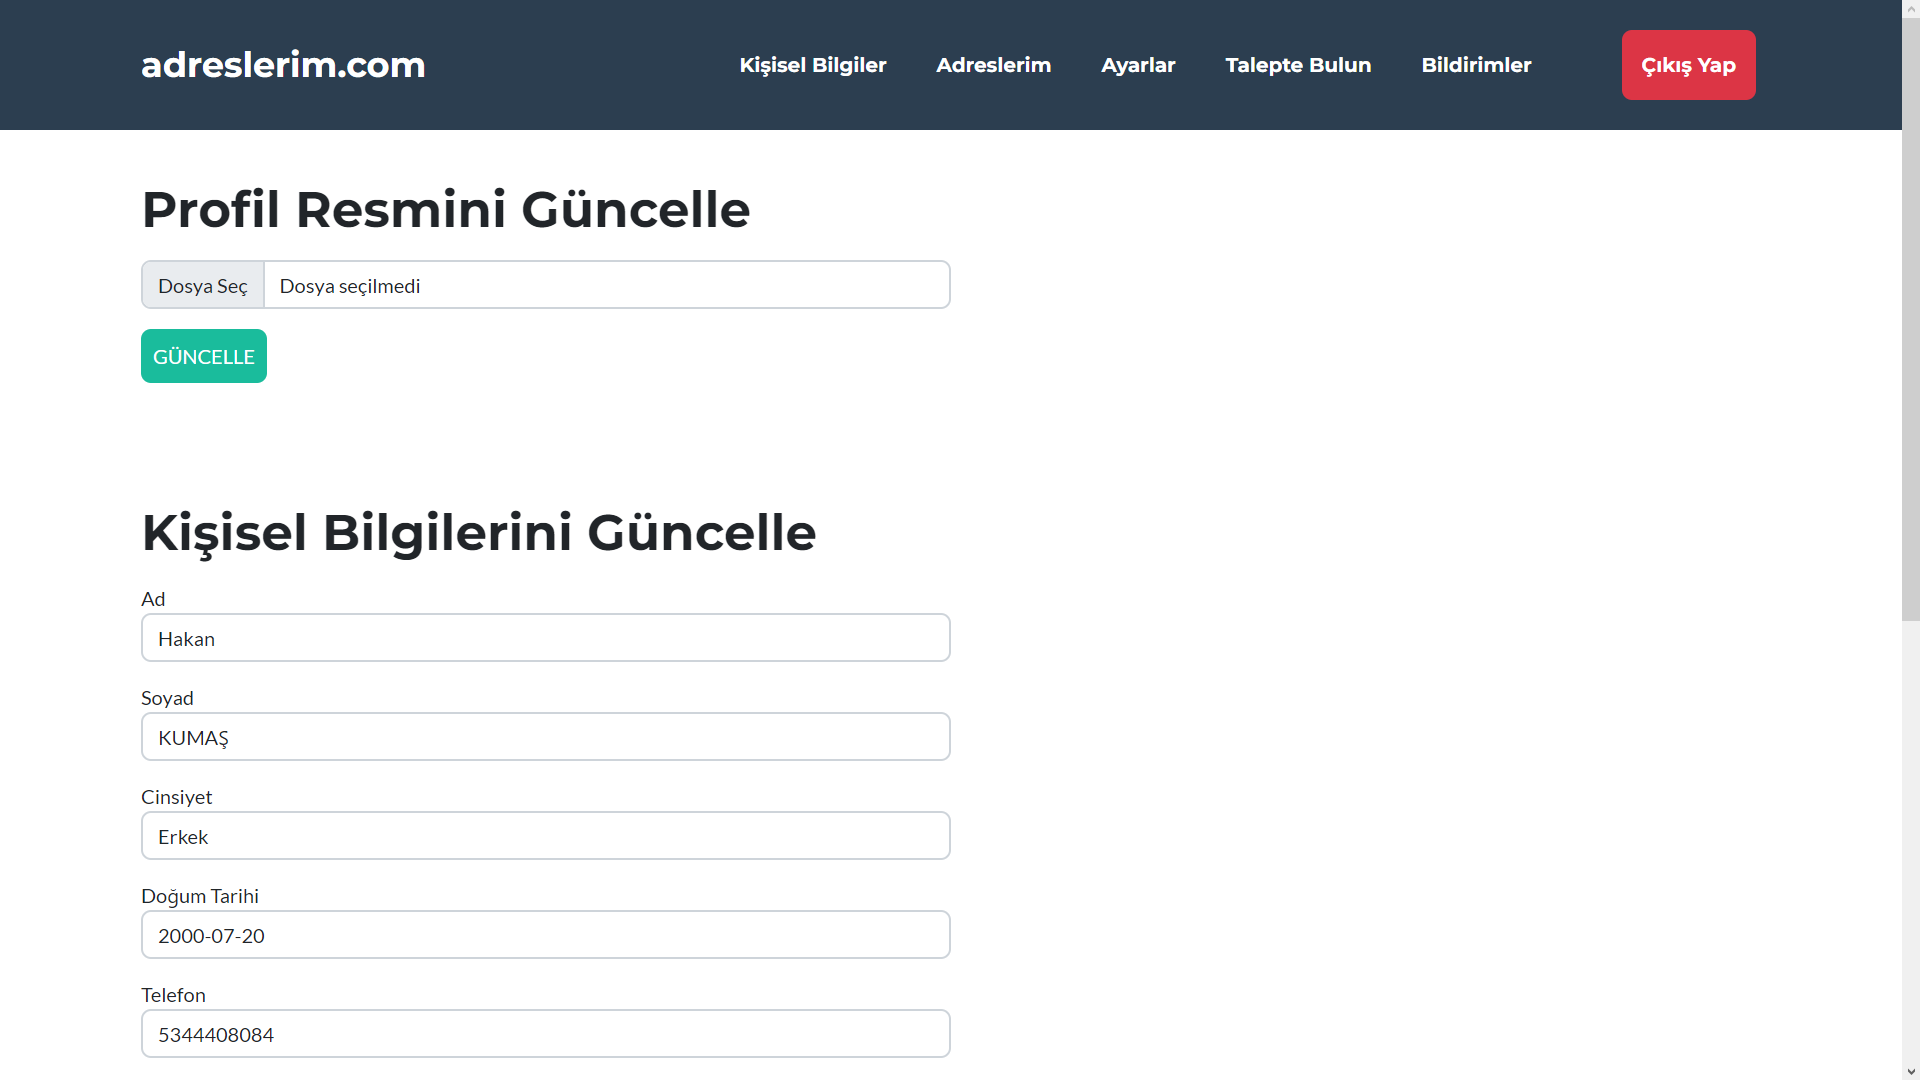 adreslerim.com
Kişisel Bilgiler
Adreslerim
Ayarlar
Talepte Bulun
Bildirimler
Çıkış Yap
Profil Resmini Güncelle
Dosya Seç
Dosya seçilmedi
GÜNCELLE
Kişisel Bilgilerini Güncelle
Ad
Hakan
Soyad
KUMAŞ
Cinsiyet
Erkek
Doğum Tarihi
2000-07-20
Telefon
5344408084